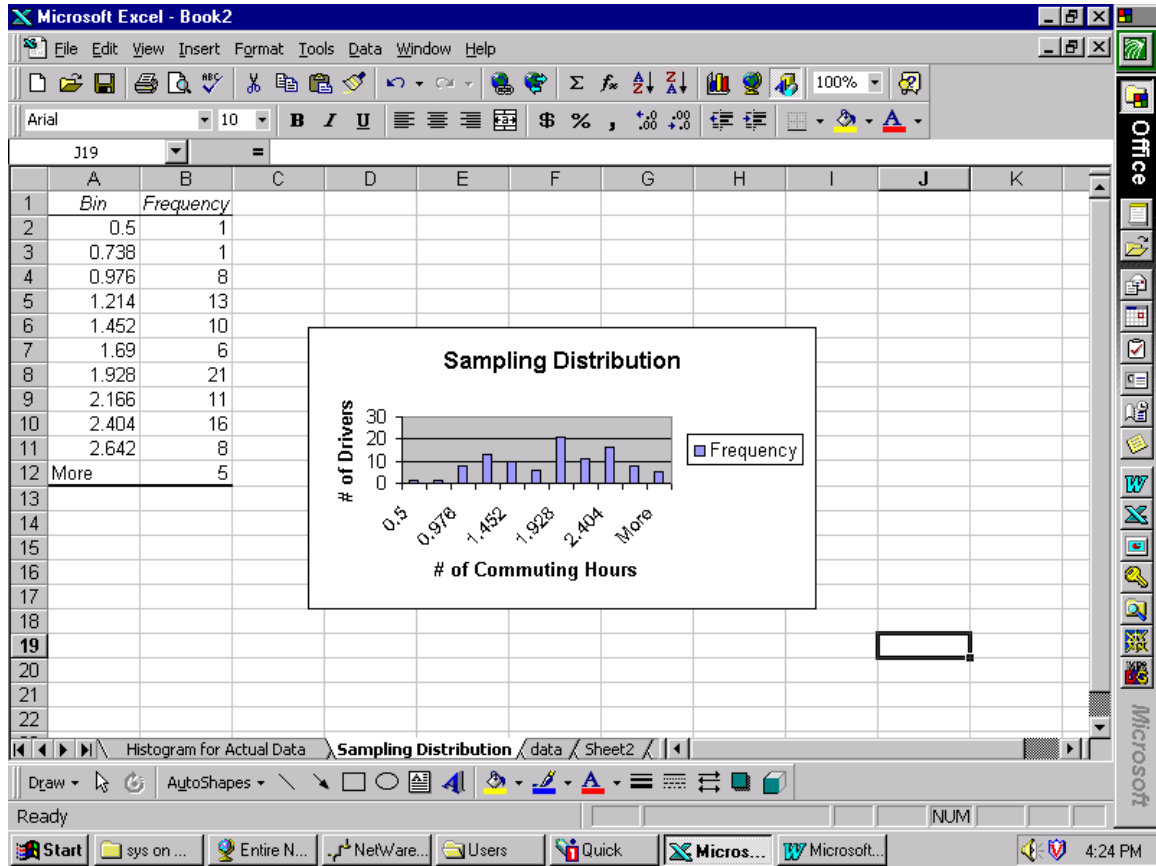 Microsoft Excel - Book2
File Edit View Insert Format Tools Data Window Help
100%
Arial 10 B I U $ % ,
J19 =
A B C D E F G H I J K
1 Bin Frequency
2 0.5 1
3 0.738 1
4 0.976 8
5 1.214 13
6 1.452 10
7 1.69 6
8 1.928 21
9 2.166 11
10 2.404 16
11 2.642 8
12 More 5
13
14
15
16
17
18
19
20
21
22
Sampling Distribution
# of Drivers
30
20
10
0
0.5 0.976 1.452 1.928 2.404 More
# of Commuting Hours
Frequency
Histogram for Actual Data Sampling Distribution data Sheet2
Draw AutoShapes
Ready NUM
Start sys on ... Entire N... NetWare... Users Quick Micros... Microsoft... 4:24 PM
Office
Microsoft